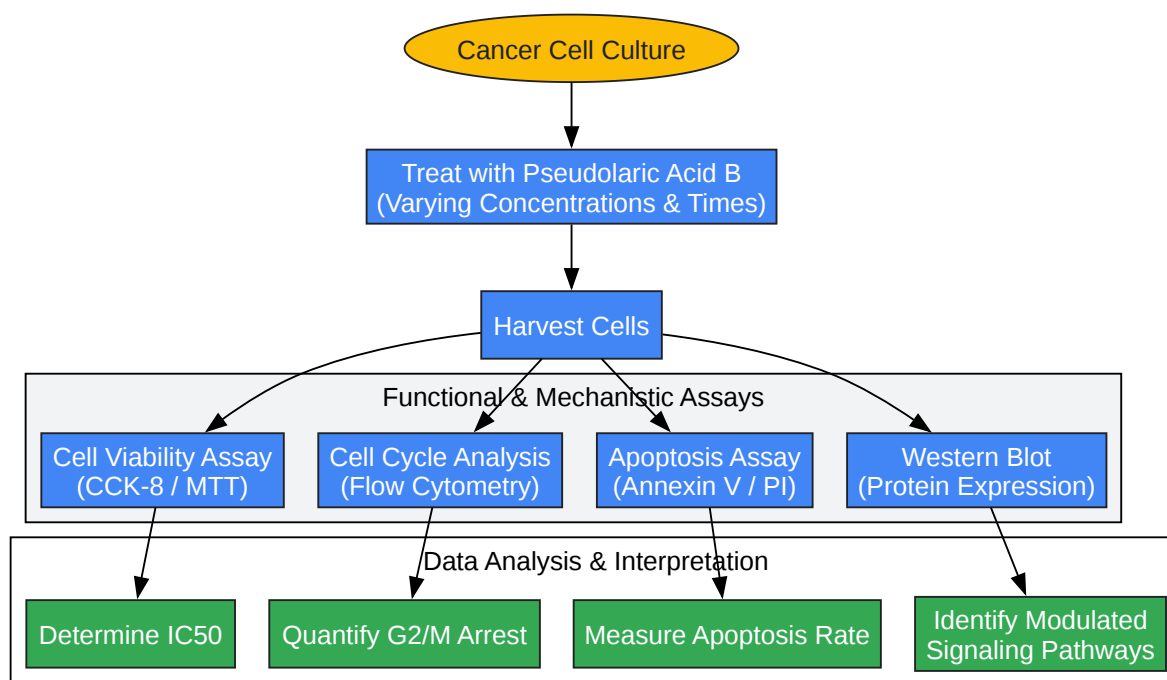 Cancer Cell Culture
Treat with Pseudolaric Acid B
(Varying Concentrations & Times)
Harvest Cells
Functional & Mechanistic Assays
Cell Viability Assay
(CCK-8 / MTT)
Cell Cycle Analysis
(Flow Cytometry)
Apoptosis Assay
(Annexin V / PI)
Western Blot
(Protein Expression)
Data Analysis & Interpretation
Determine IC50
Quantify G2/M Arrest
Measure Apoptosis Rate
Identify Modulated
Signaling Pathways